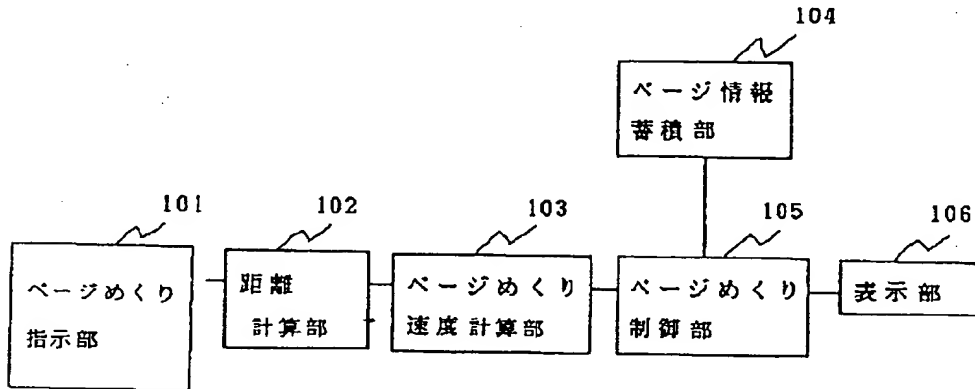 104
ページ情報
蓄積部
101
ページめくり
指示部
102
距離
計算部
103
ページめくり
速度計算部
105
ページめくり
制御部
106
表示部